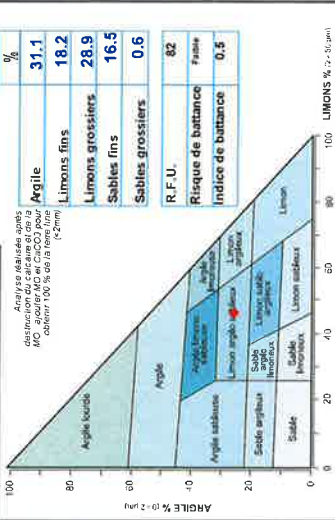 Analyse réalisée après
destruction du calcaire et de la
MO, ajouter MO et CaCO3 pour
obtenir 100 % de la terre fine
(<2mm)
%
Argile 31.1
Limons fins 18.2
Limons grossiers 28.9
Sables fins 16.5
Sables grossiers 0.6
R.F.U. 82
Risque de battance Faible
Indice de battance 0.5
ARGILE % (0 - 2 µm)
100
80
60
40
20
0
Argile lourde
Argile
Argile limoneuse
Argile sableuse
Limon argilo sableux
Limon argileux
Sable argileux
Sable argilo limoneux
Limon sablo argileux
Sable
Sable limoneux
Limon sableux
Limon
0 20 40 60 80 100
LIMONS %